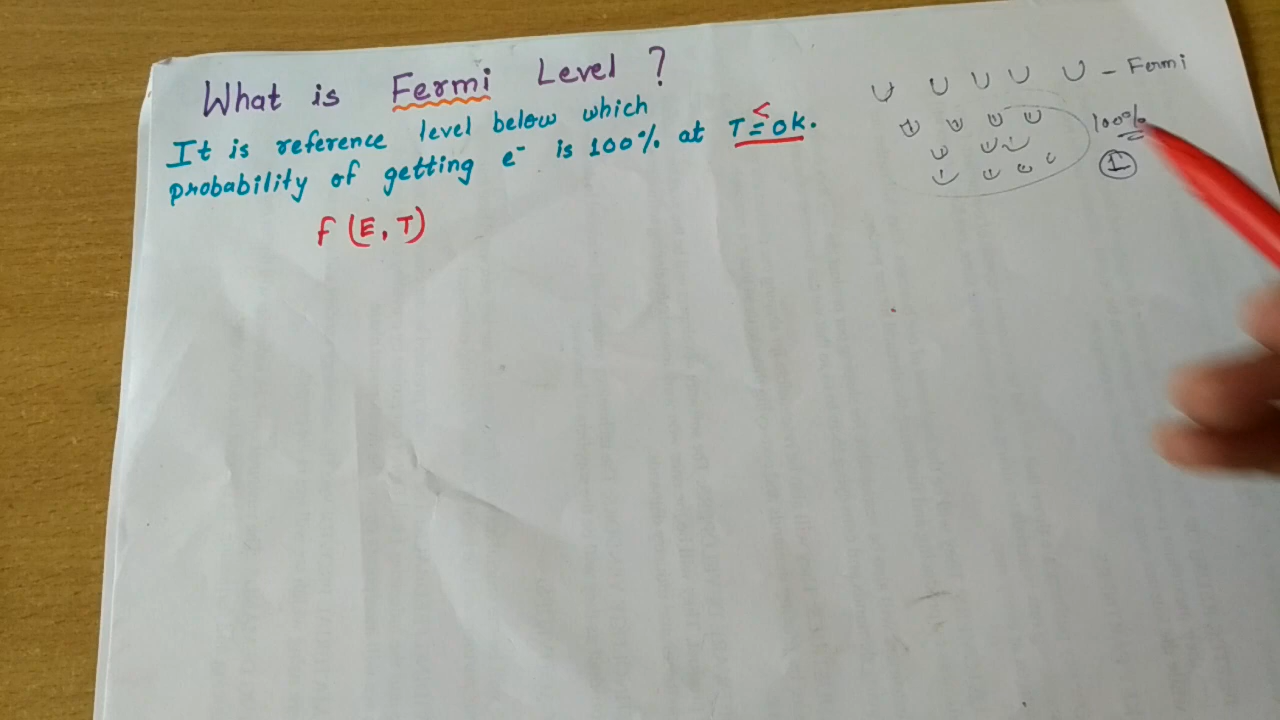 What is Fermi Level ?
It is reference level below which
probability of getting e⁻ is 100% at T = 0k.
<
f (E, T)
– Fermi
100%
1